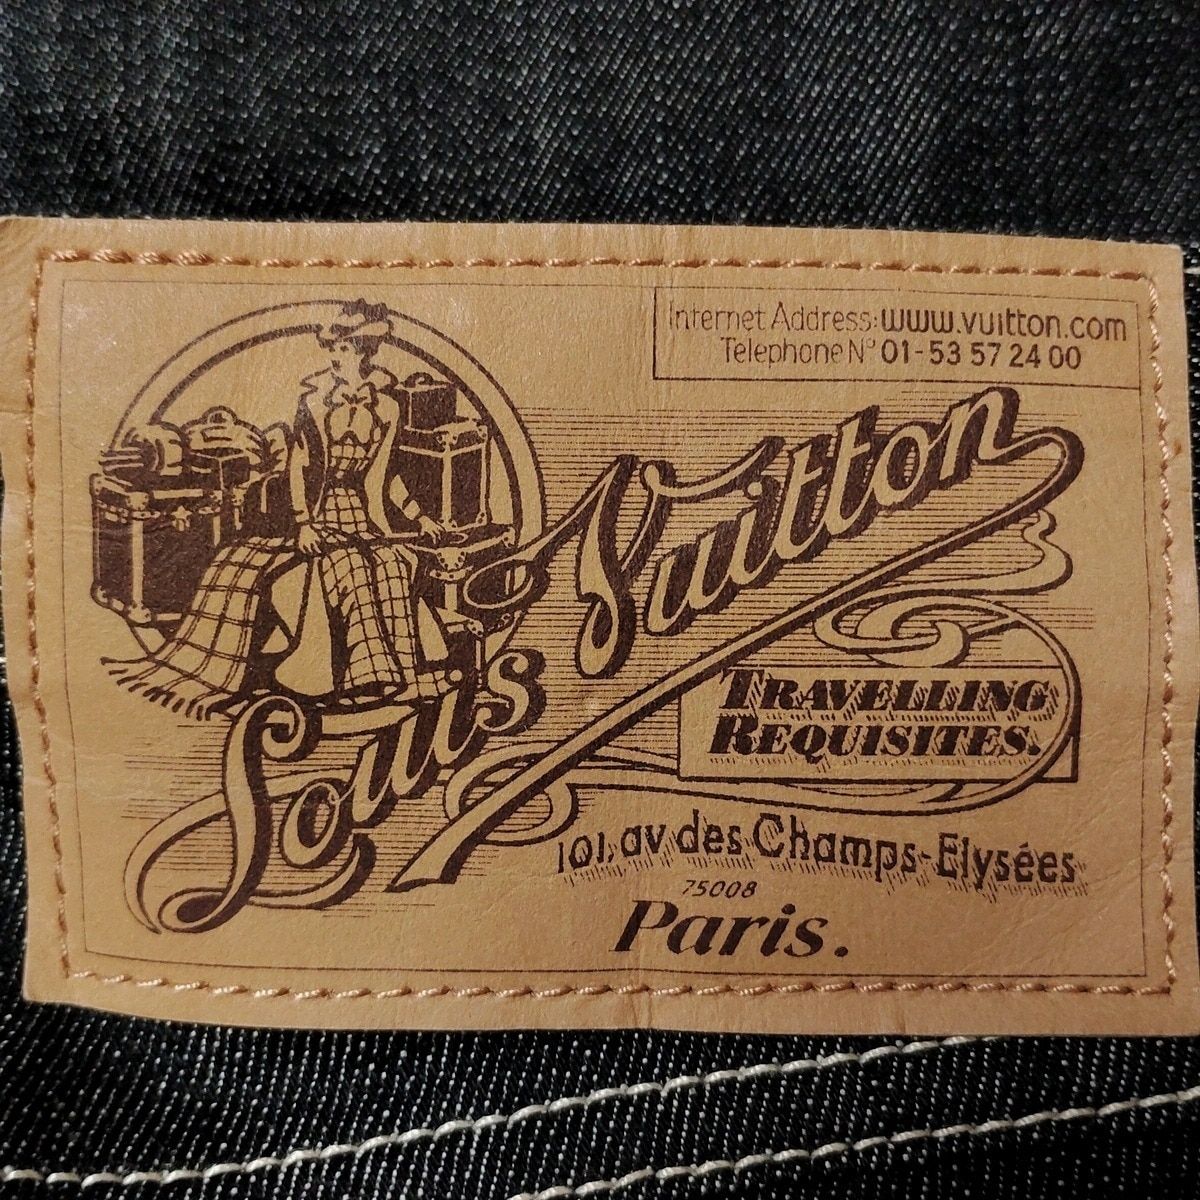 Internet Address: www.vuitton.com
Telephone N° 01-53 57 24 00
Louis Vuitton
TRAVELLING
REQUISITES.
101, av des Champs-Elysées
75008
Paris.